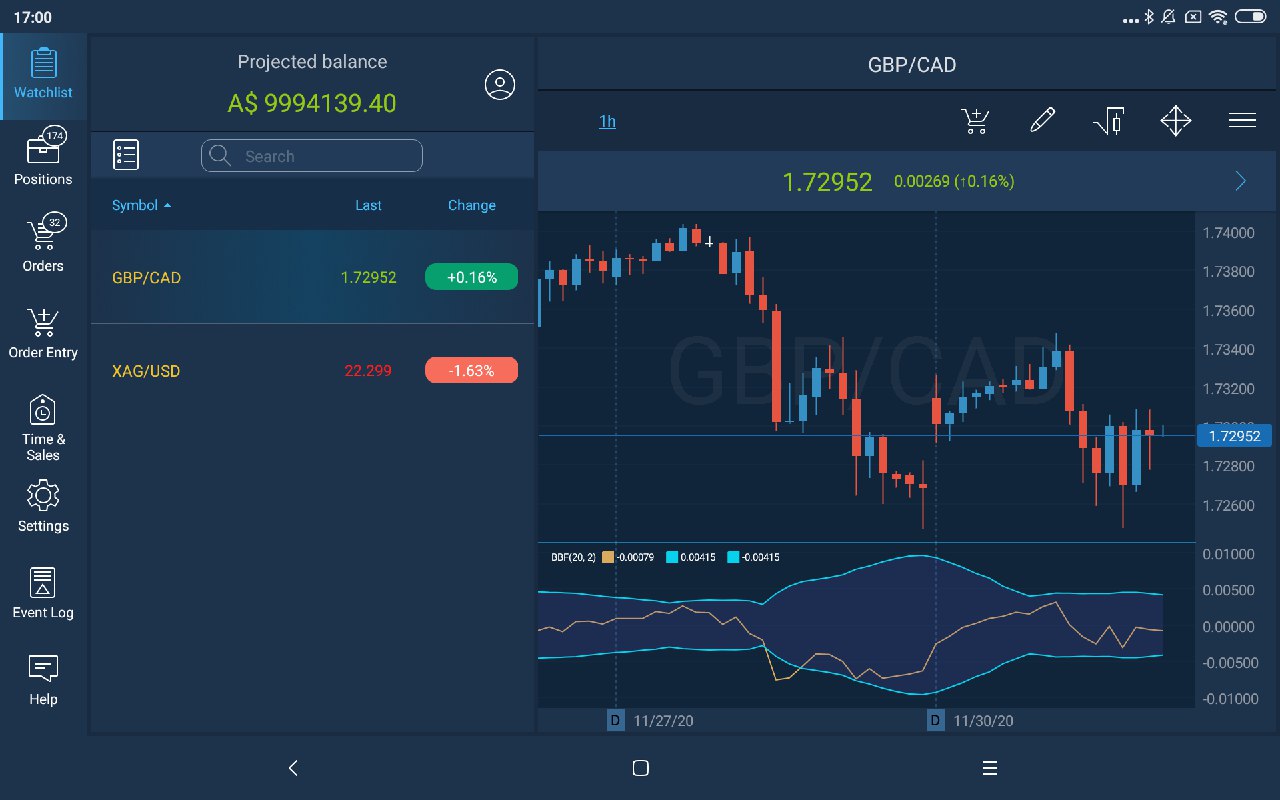 17:00
Watchlist
174
Positions
32
Orders
Order Entry
Time &
Sales
Settings
Event Log
Help
Projected balance
A$ 9994139.40
Search
Symbol Last Change
GBP/CAD 1.72952 +0.16%
XAG/USD 22.299 -1.63%
GBP/CAD
1h
1.72952 0.00269 (↑0.16%)
GBP/CAD
1.74000
1.73800
1.73600
1.73400
1.73200
1.72952
1.72800
1.72600
BBF(20, 2) -0.00079 0.00415 -0.00415
0.01000
0.00500
0.00000
-0.00500
-0.01000
D 11/27/20 D 11/30/20